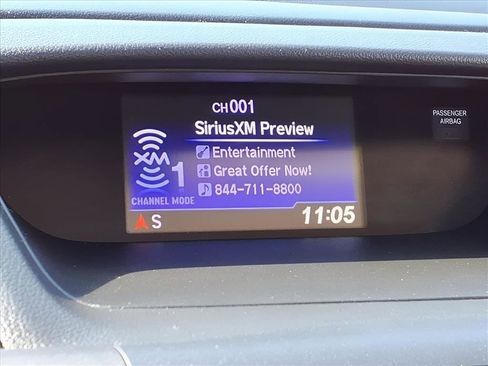 CH001
SiriusXM Preview
Entertainment
XM 1
Great Offer Now!
844-711-8800
CHANNEL MODE
S
11:05
PASSENGER
AIRBAG